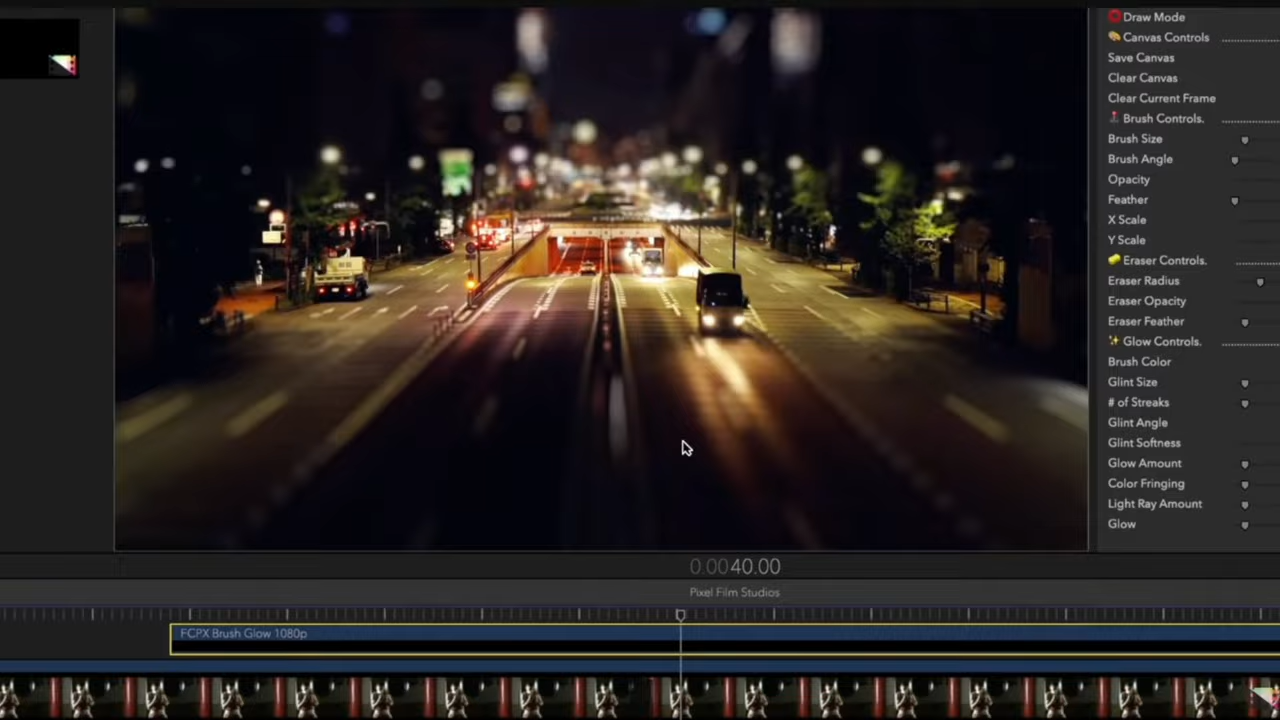 Draw Mode
Canvas Controls
Save Canvas
Clear Canvas
Clear Current Frame
Brush Controls.
Brush Size
Brush Angle
Opacity
Feather
X Scale
Y Scale
Eraser Controls.
Eraser Radius
Eraser Opacity
Eraser Feather
Glow Controls.
Brush Color
Glint Size
# of Streaks
Glint Angle
Glint Softness
Glow Amount
Color Fringing
Light Ray Amount
Glow
0:00 40.00
Pixel Film Studios
FCPX Brush Glow 1080p